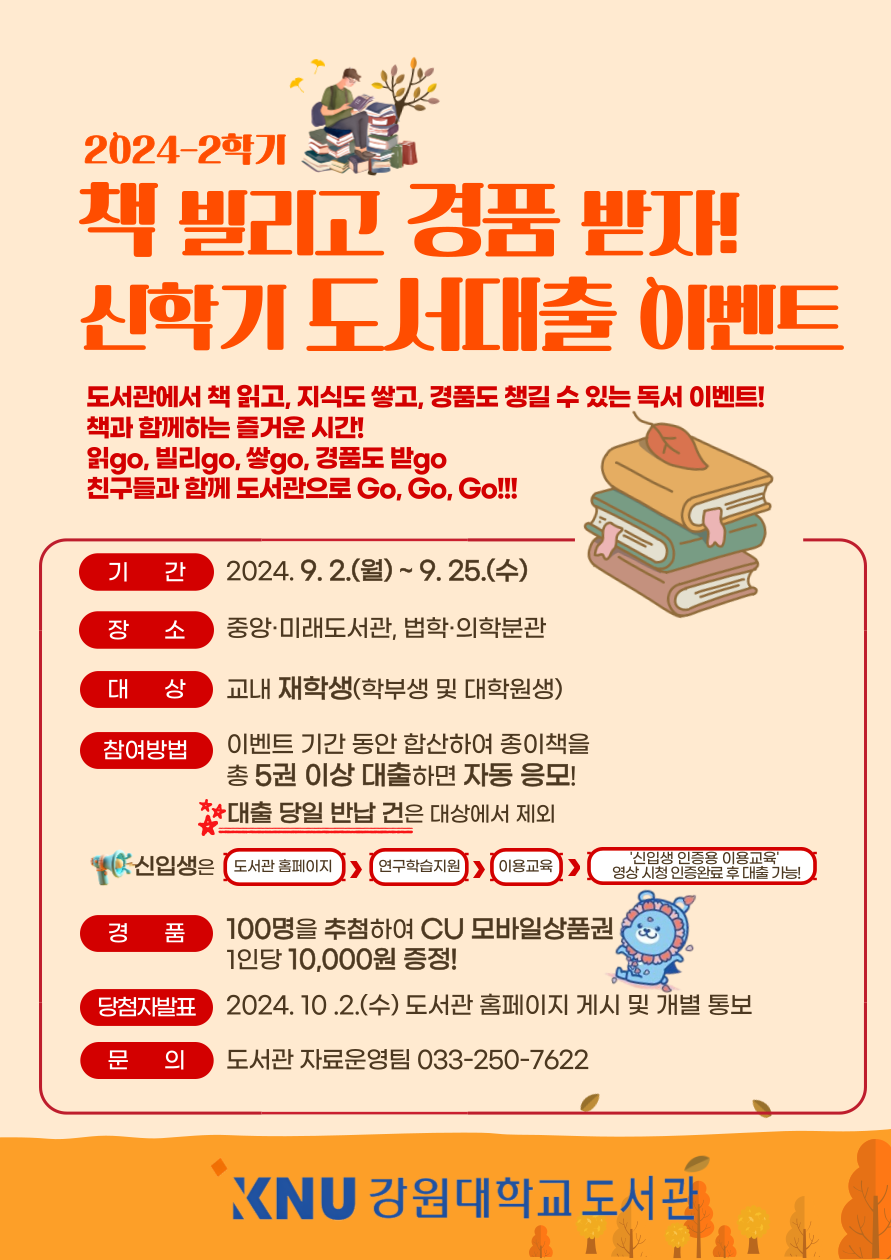 2024-2학기
책 빌리고 경품 받자!
신학기 도서대출 이벤트
도서관에서 책 읽고, 지식도 쌓고, 경품도 챙길 수 있는 독서 이벤트!
책과 함께하는 즐거운 시간!
읽go, 빌리go, 쌓go, 경품도 받go
친구들과 함께 도서관으로 Go, Go, Go!!!
기 간 2024. 9. 2.(월) ~ 9. 25.(수)
장 소 중앙·미래도서관, 법학·의학분관
대 상 교내 재학생(학부생 및 대학원생)
참여방법 이벤트 기간 동안 합산하여 종이책을
총 5권 이상 대출하면 자동 응모!
대출 당일 반납 건은 대상에서 제외
신입생은 도서관 홈페이지 > 연구학습지원 > 이용교육 > '신입생 인증용 이용교육'
영상 시청 인증완료 후 대출 가능!
경 품 100명을 추첨하여 CU 모바일상품권
1인당 10,000원 증정!
당첨자발표 2024. 10 .2.(수) 도서관 홈페이지 게시 및 개별 통보
문 의 도서관 자료운영팀 033-250-7622
KNU 강원대학교도서관